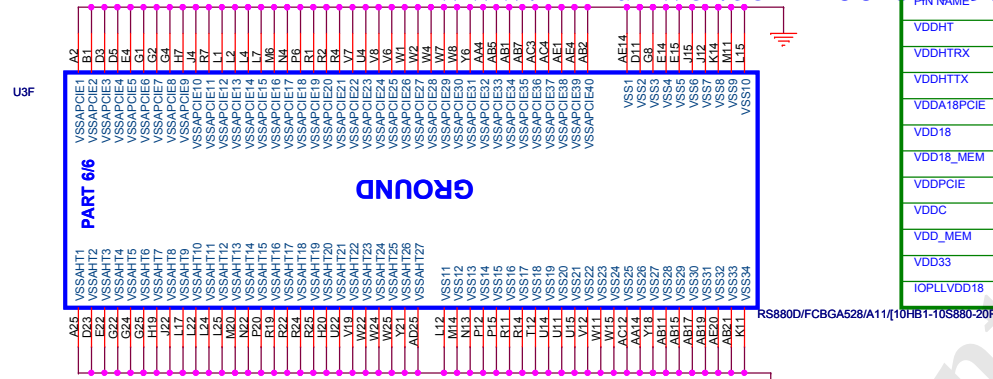 A2
B1
D3
D5
E4
G1
G2
G4
H7
J4
R7
L1
L2
L4
L7
M6
N4
P6
R1
R2
R4
V7
U4
V8
V6
W1
W2
W4
W7
W8
Y6
AA4
AB5
AB1
AB7
AC3
AC4
AE1
AE4
AB2
AE14
D11
G8
E14
E15
J15
J12
K14
M11
L15
U3F
VSSAPCIE1
VSSAPCIE2
VSSAPCIE3
VSSAPCIE4
VSSAPCIE5
VSSAPCIE6
VSSAPCIE7
VSSAPCIE8
VSSAPCIE9
VSSAPCIE10
VSSAPCIE11
VSSAPCIE12
VSSAPCIE13
VSSAPCIE14
VSSAPCIE15
VSSAPCIE16
VSSAPCIE17
VSSAPCIE18
VSSAPCIE19
VSSAPCIE20
VSSAPCIE21
VSSAPCIE22
VSSAPCIE23
VSSAPCIE24
VSSAPCIE25
VSSAPCIE26
VSSAPCIE27
VSSAPCIE28
VSSAPCIE29
VSSAPCIE30
VSSAPCIE31
VSSAPCIE32
VSSAPCIE33
VSSAPCIE34
VSSAPCIE35
VSSAPCIE36
VSSAPCIE37
VSSAPCIE38
VSSAPCIE39
VSSAPCIE40
VSS1
VSS2
VSS3
VSS4
VSS5
VSS6
VSS7
VSS8
VSS9
VSS10
PART 6/6
GROUND
VSSAHT1
VSSAHT2
VSSAHT3
VSSAHT4
VSSAHT5
VSSAHT6
VSSAHT7
VSSAHT8
VSSAHT9
VSSAHT10
VSSAHT11
VSSAHT12
VSSAHT13
VSSAHT14
VSSAHT15
VSSAHT16
VSSAHT17
VSSAHT18
VSSAHT19
VSSAHT20
VSSAHT21
VSSAHT22
VSSAHT23
VSSAHT24
VSSAHT25
VSSAHT26
VSSAHT27
VSS11
VSS12
VSS13
VSS14
VSS15
VSS16
VSS17
VSS18
VSS19
VSS20
VSS21
VSS22
VSS23
VSS24
VSS25
VSS26
VSS27
VSS28
VSS29
VSS30
VSS31
VSS32
VSS33
VSS34
A25
D23
E22
G22
G24
G25
H19
J22
L17
L22
L24
L25
M20
N22
P20
R19
R22
R24
R25
H20
U22
V19
W22
W24
W25
Y21
AD25
L12
M14
N13
P12
P15
R11
R14
T12
U14
U11
U15
V12
W11
W15
AC12
AA14
Y18
AB11
AB15
AB17
AB19
AE20
AB21
K11
RS880D/FCBGA528/A11/[10HB1-10S880-20
PIN NAME
VDDHT
VDDHTRX
VDDHTTX
VDDA18PCIE
VDD18
VDD18_MEM
VDDPCIE
VDDC
VDD_MEM
VDD33
IOPLLVDD18